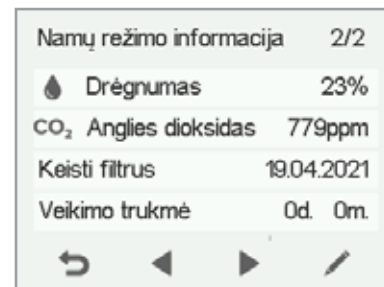 Namų režimo informacija 2/2
Drėgnumas 23%
CO₂ Anglies dioksidas 779ppm
Keisti filtrus 19.04.2021
Veikimo trukmė 0d. 0m.